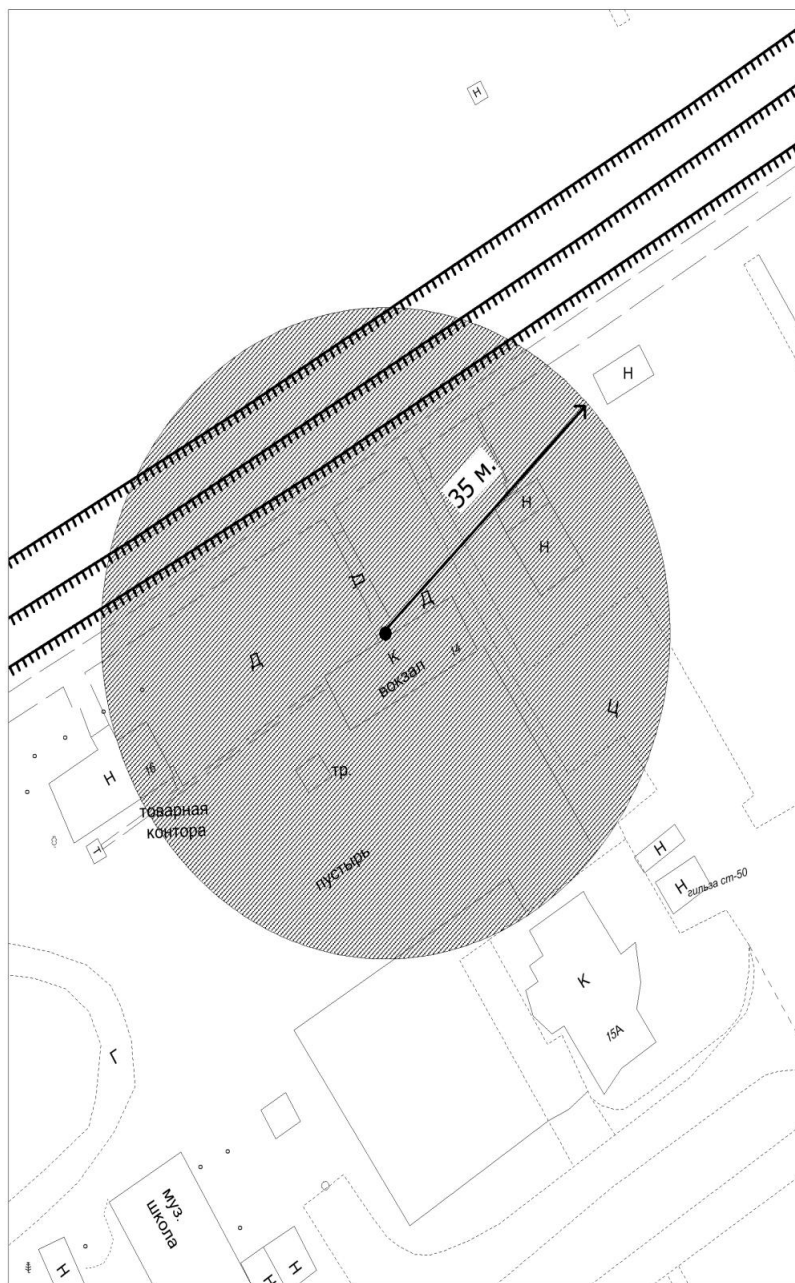 Н
Н
35 м.
Н
Н
Д
Д
Д
К
14
вокзал
Ц
Н
16
тр.
товарная
контора
Т
пустырь
Н
Н
гильза ст-50
К
15А
Г
муз.
школа
Н
Н
Н